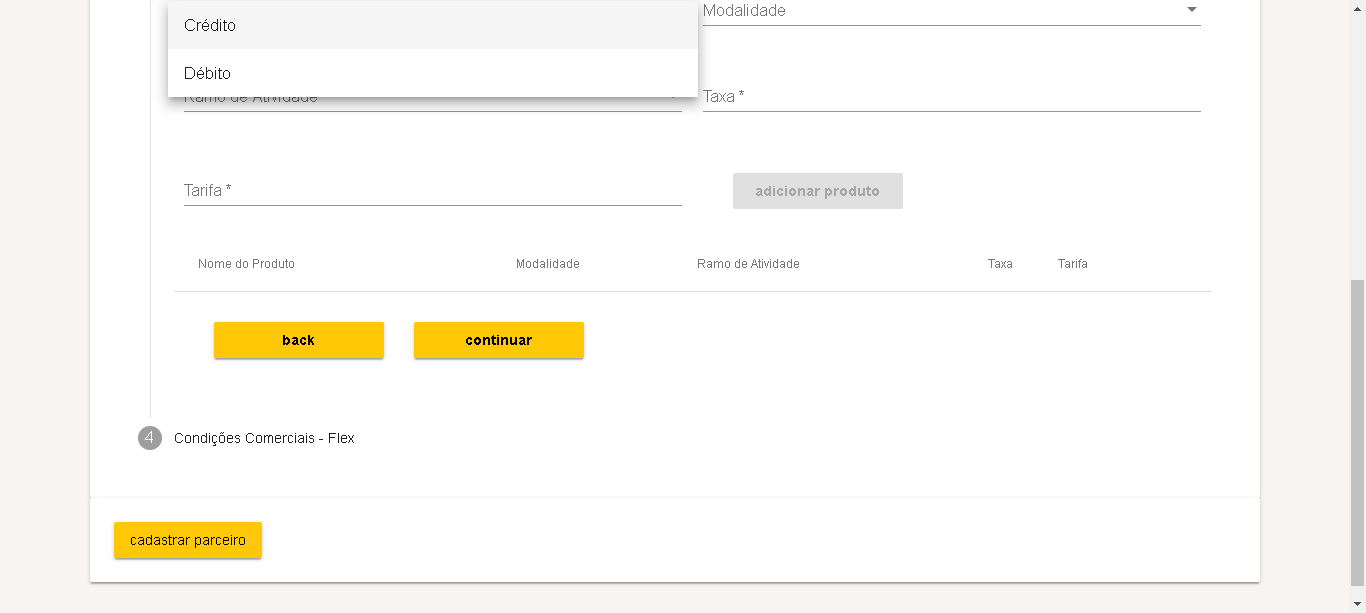 Crédito
Modalidade
Débito
Ramo de Atividade
Taxa *
Tarifa *
adicionar produto
Nome do Produto Modalidade Ramo de Atividade Taxa Tarifa
back continuar
4 Condições Comerciais - Flex
cadastrar parceiro